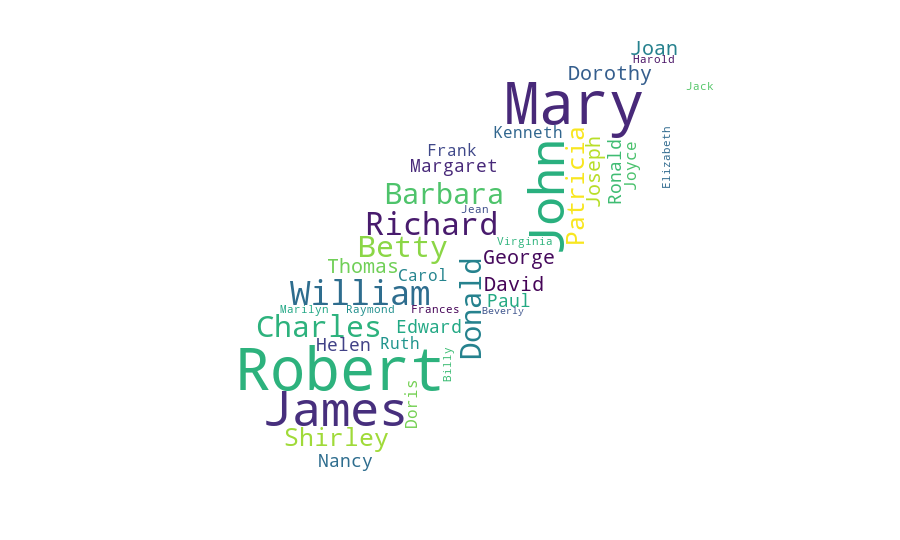 Joan
Harold
Dorothy
Jack
Mary
Kenneth
John
Patricia
Joseph
Ronald
Joyce
Elizabeth
Frank
Margaret
Barbara
Jean
Richard
Virginia
Betty
George
Thomas
Carol
Donald
David
William
Paul
Marilyn
Raymond
Frances
Beverly
Charles
Edward
Helen
Ruth
Robert
Billy
James
Doris
Shirley
Nancy